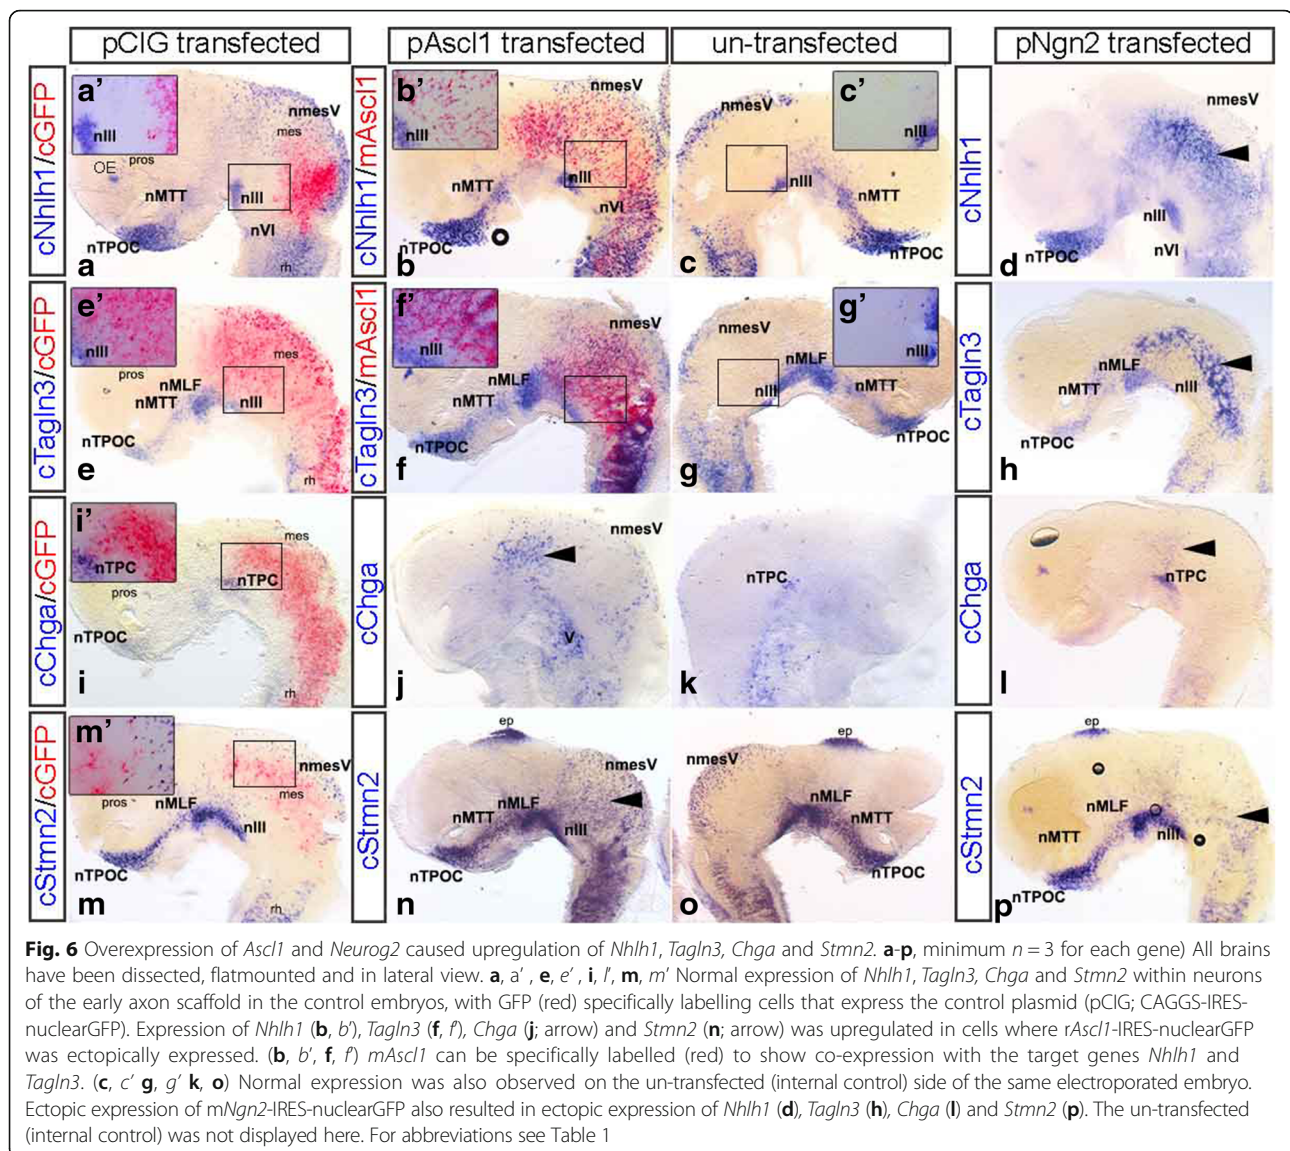 pCIG transfected
pAscl1 transfected
un-transfected
pNgn2 transfected
cNhlh1/cGFP
a’
nIII
nmesV
mes
OE
pros
nMTT
nIII
nVI
nTPOC
rh
a
cNhlh1/mAscl1
b’
nIII
nmesV
nMTT
nIII
nVI
nTPOC
b
c’
nIII
nmesV
nIII
nMTT
nTPOC
c
cNhlh1
nmesV
nIII
nVI
nTPOC
d
cTagln3/cGFP
e’
nIII
mes
pros
nMLF
nMTT
nIII
nTPOC
rh
e
cTagln3/mAscl1
f’
nIII
nmesV
nMLF
nMTT
nTPOC
f
g’
nIII
nmesV
nMLF
nIII
nMTT
nTPOC
g
cTagln3
nMLF
nMTT
nIII
nTPOC
h
cChga/cGFP
i’
nTPC
mes
nTPC
pros
nTPOC
rh
i
cChga
nmesV
V
j
nTPC
k
cChga
nTPC
l
cStmn2/cGFP
m’
pros
nMLF
nmesV
mes
nIII
nTPOC
rh
m
cStmn2
ep
nmesV
nMLF
nMTT
nIII
nTPOC
n
ep
nmesV
nMLF
nMTT
nTPOC
o
cStmn2
ep
nMLF
nMTT
nIII
nTPOC
p
Fig. 6 Overexpression of Ascl1 and Neurog2 caused upregulation of Nhlh1, Tagln3, Chga and Stmn2. a-p, minimum n = 3 for each gene) All brains
have been dissected, flatmounted and in lateral view. a, a’ , e, e’ , i, I’, m, m’ Normal expression of Nhlh1, Tagln3, Chga and Stmn2 within neurons
of the early axon scaffold in the control embryos, with GFP (red) specifically labelling cells that express the control plasmid (pCIG; CAGGS-IRES-
nuclearGFP). Expression of Nhlh1 (b, b’), Tagln3 (f, f’), Chga (j; arrow) and Stmn2 (n; arrow) was upregulated in cells where rAscl1-IRES-nuclearGFP
was ectopically expressed. (b, b’, f, f’) mAscl1 can be specifically labelled (red) to show co-expression with the target genes Nhlh1 and
Tagln3. (c, c’ g, g’ k, o) Normal expression was also observed on the un-transfected (internal control) side of the same electroporated embryo.
Ectopic expression of mNgn2-IRES-nuclearGFP also resulted in ectopic expression of Nhlh1 (d), Tagln3 (h), Chga (l) and Stmn2 (p). The un-transfected
(internal control) was not displayed here. For abbreviations see Table 1